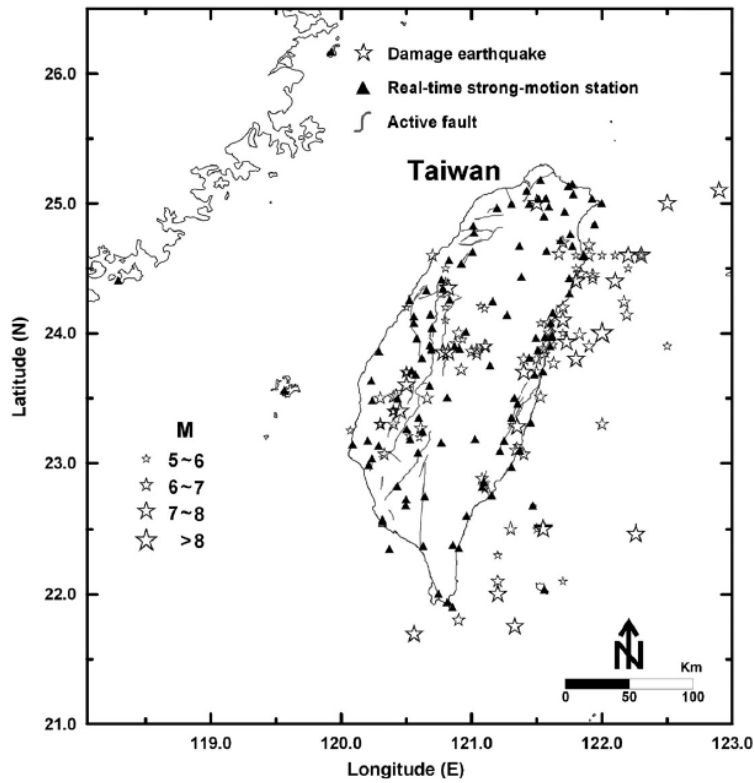 26.0
25.0
24.0
23.0
22.0
21.0
Latitude (N)
Damage earthquake
Real-time strong-motion station
Active fault
Taiwan
M
5~6
6~7
7~8
>8
N
Km
0 50 100
119.0 120.0 121.0 122.0 123.0
Longitude (E)